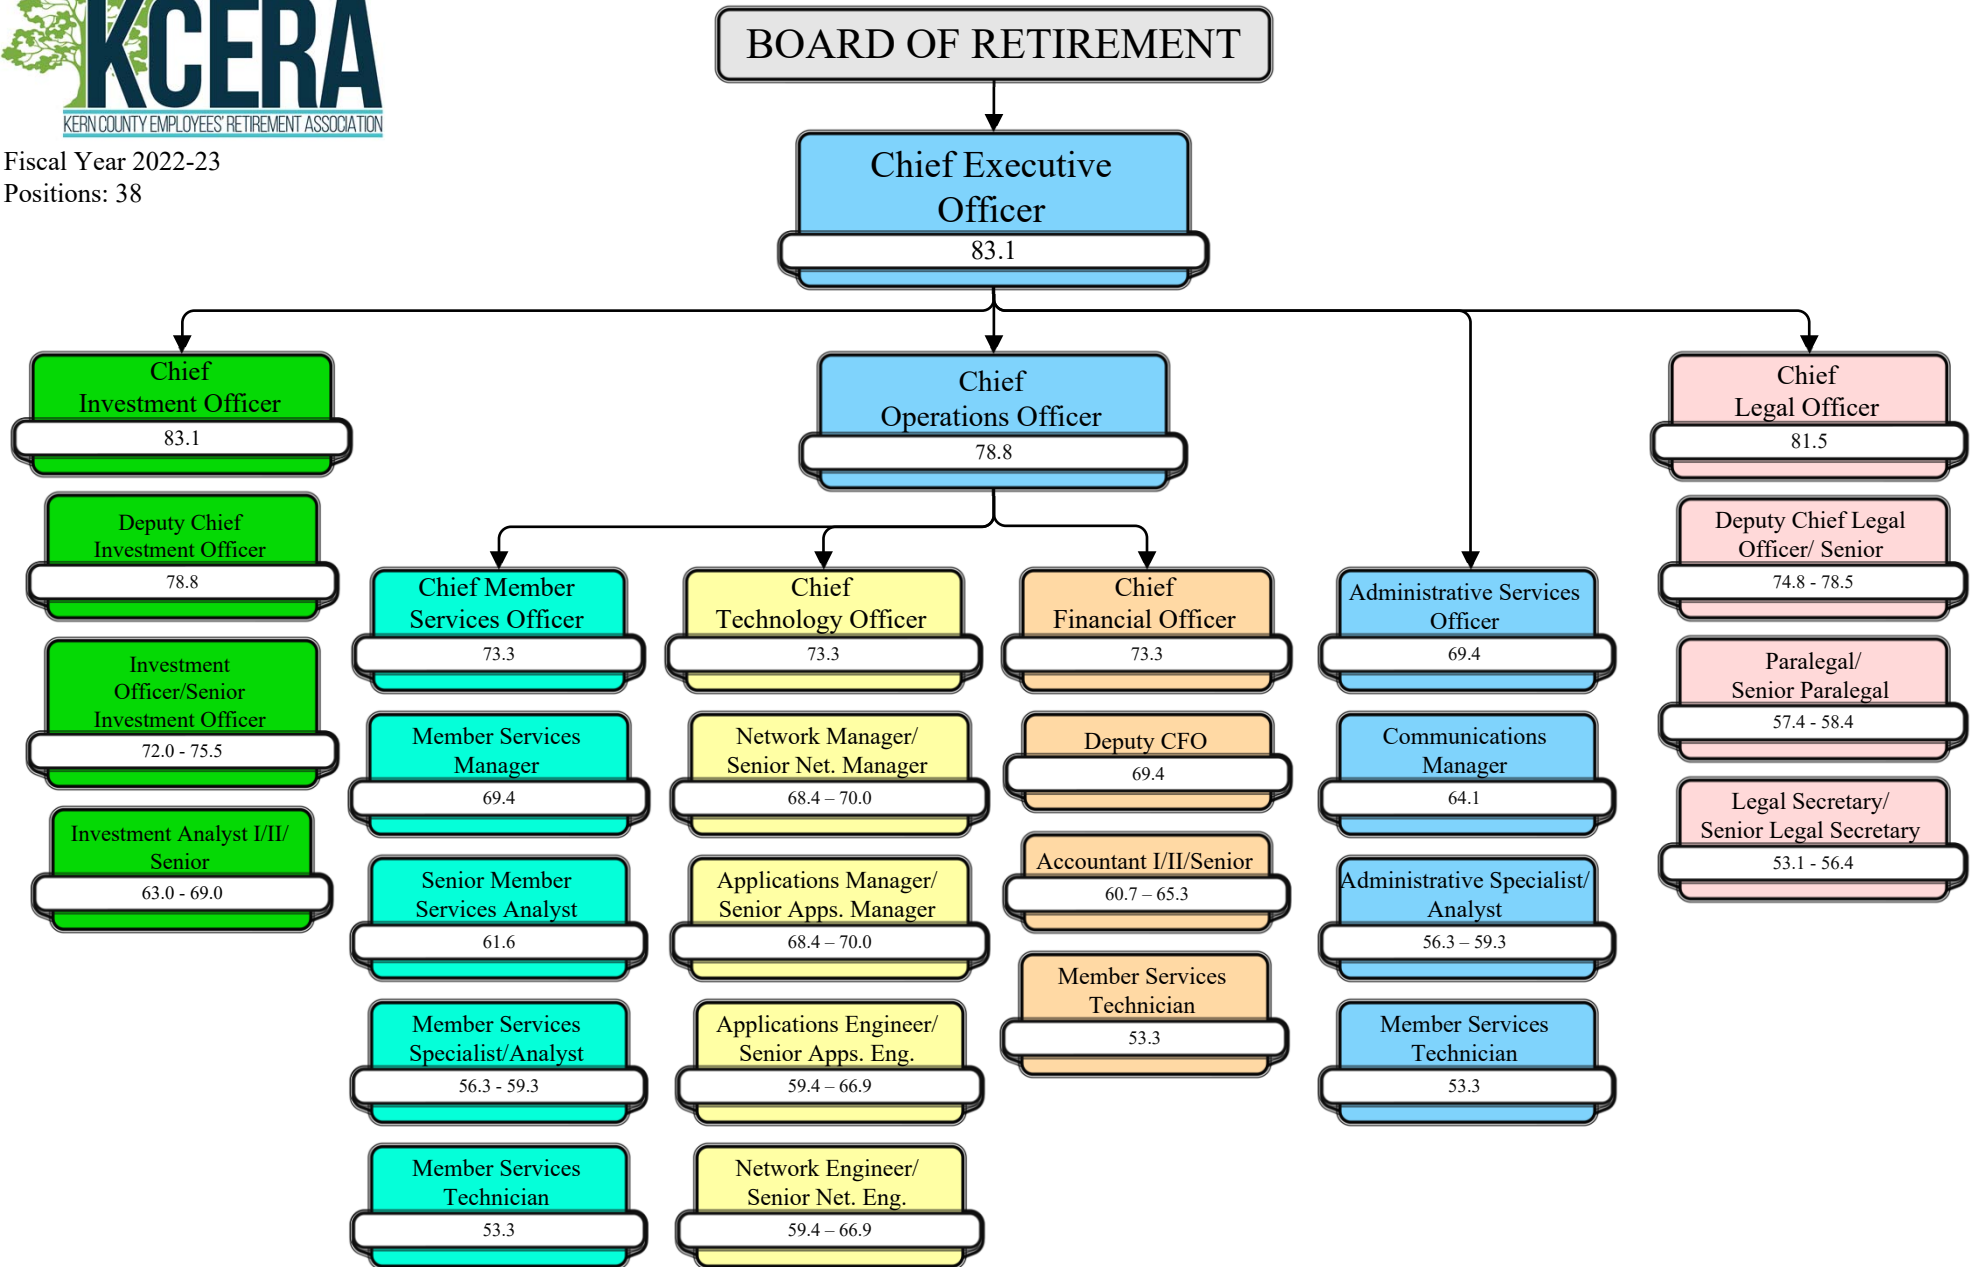 KCERA
KERN COUNTY EMPLOYEES' RETIREMENT ASSOCIATION
Fiscal Year 2022-23
Positions: 38
BOARD OF RETIREMENT
Chief Executive
Officer
83.1
Chief
Investment Officer
83.1
Deputy Chief
Investment Officer
78.8
Investment
Officer/Senior
Investment Officer
72.0 - 75.5
Investment Analyst I/II/
Senior
63.0 - 69.0
Chief
Operations Officer
78.8
Chief Member
Services Officer
73.3
Member Services
Manager
69.4
Senior Member
Services Analyst
61.6
Member Services
Specialist/Analyst
56.3 - 59.3
Member Services
Technician
53.3
Chief
Technology Officer
73.3
Network Manager/
Senior Net. Manager
68.4 – 70.0
Applications Manager/
Senior Apps. Manager
68.4 – 70.0
Applications Engineer/
Senior Apps. Eng.
59.4 – 66.9
Network Engineer/
Senior Net. Eng.
59.4 – 66.9
Chief
Financial Officer
73.3
Deputy CFO
69.4
Accountant I/II/Senior
60.7 – 65.3
Member Services
Technician
53.3
Administrative Services
Officer
69.4
Communications
Manager
64.1
Administrative Specialist/
Analyst
56.3 – 59.3
Member Services
Technician
53.3
Chief
Legal Officer
81.5
Deputy Chief Legal
Officer/ Senior
74.8 - 78.5
Paralegal/
Senior Paralegal
57.4 - 58.4
Legal Secretary/
Senior Legal Secretary
53.1 - 56.4